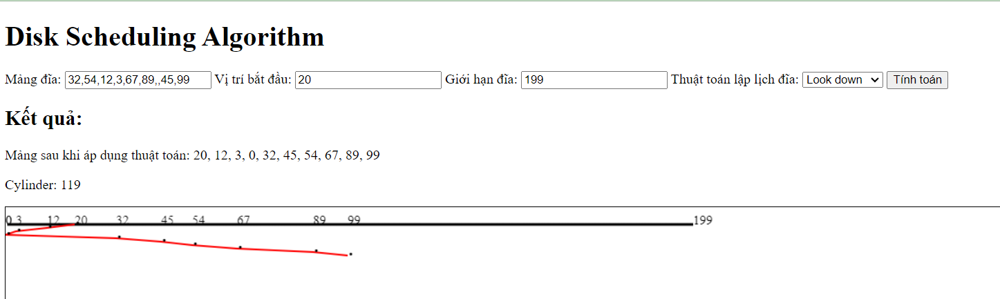 Disk Scheduling Algorithm
Mảng đĩa: 32,54,12,3,67,89,,45,99 Vị trí bắt đầu: 20 Giới hạn đĩa: 199 Thuật toán lập lịch đĩa: Look down Tính toán
Kết quả:
Mảng sau khi áp dụng thuật toán: 20, 12, 3, 0, 32, 45, 54, 67, 89, 99
Cylinder: 119
0 3 12 20 32 45 54 67 89 99 199